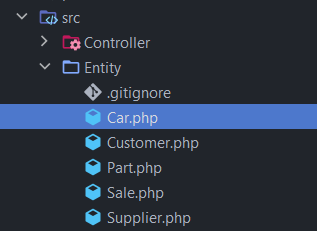 src
Controller
Entity
.gitignore
Car.php
Customer.php
Part.php
Sale.php
Supplier.php